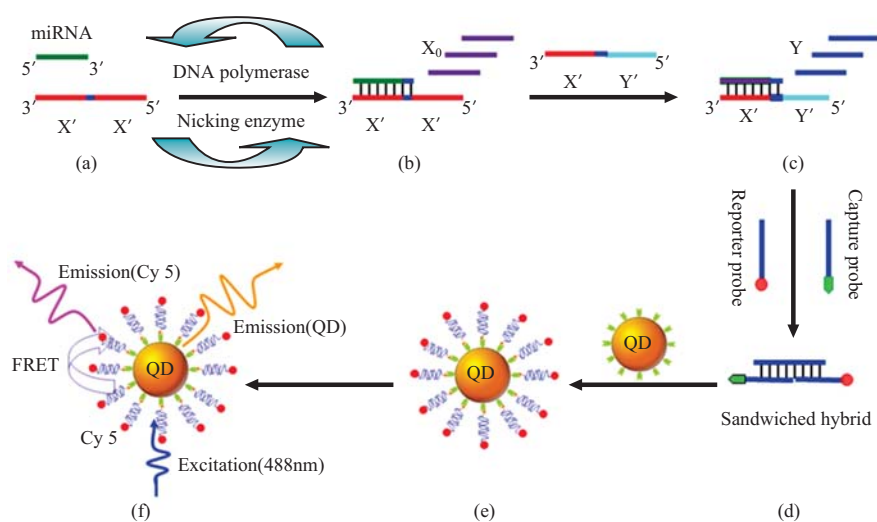 miRNA
5′ 3′
3′ 5′
X′ X′
(a)
DNA polymerase
Nicking enzyme
X₀
X′ X′
(b)
3′ 5′
X′ Y′
Y
3′ 5′
X′ Y′
(c)
Reporter probe
Capture probe
Sandwiched hybrid
(d)
QD
QD
(e)
Emission(Cy 5)
Emission(QD)
FRET
QD
Cy 5
Excitation(488nm)
(f)
3′ 5′